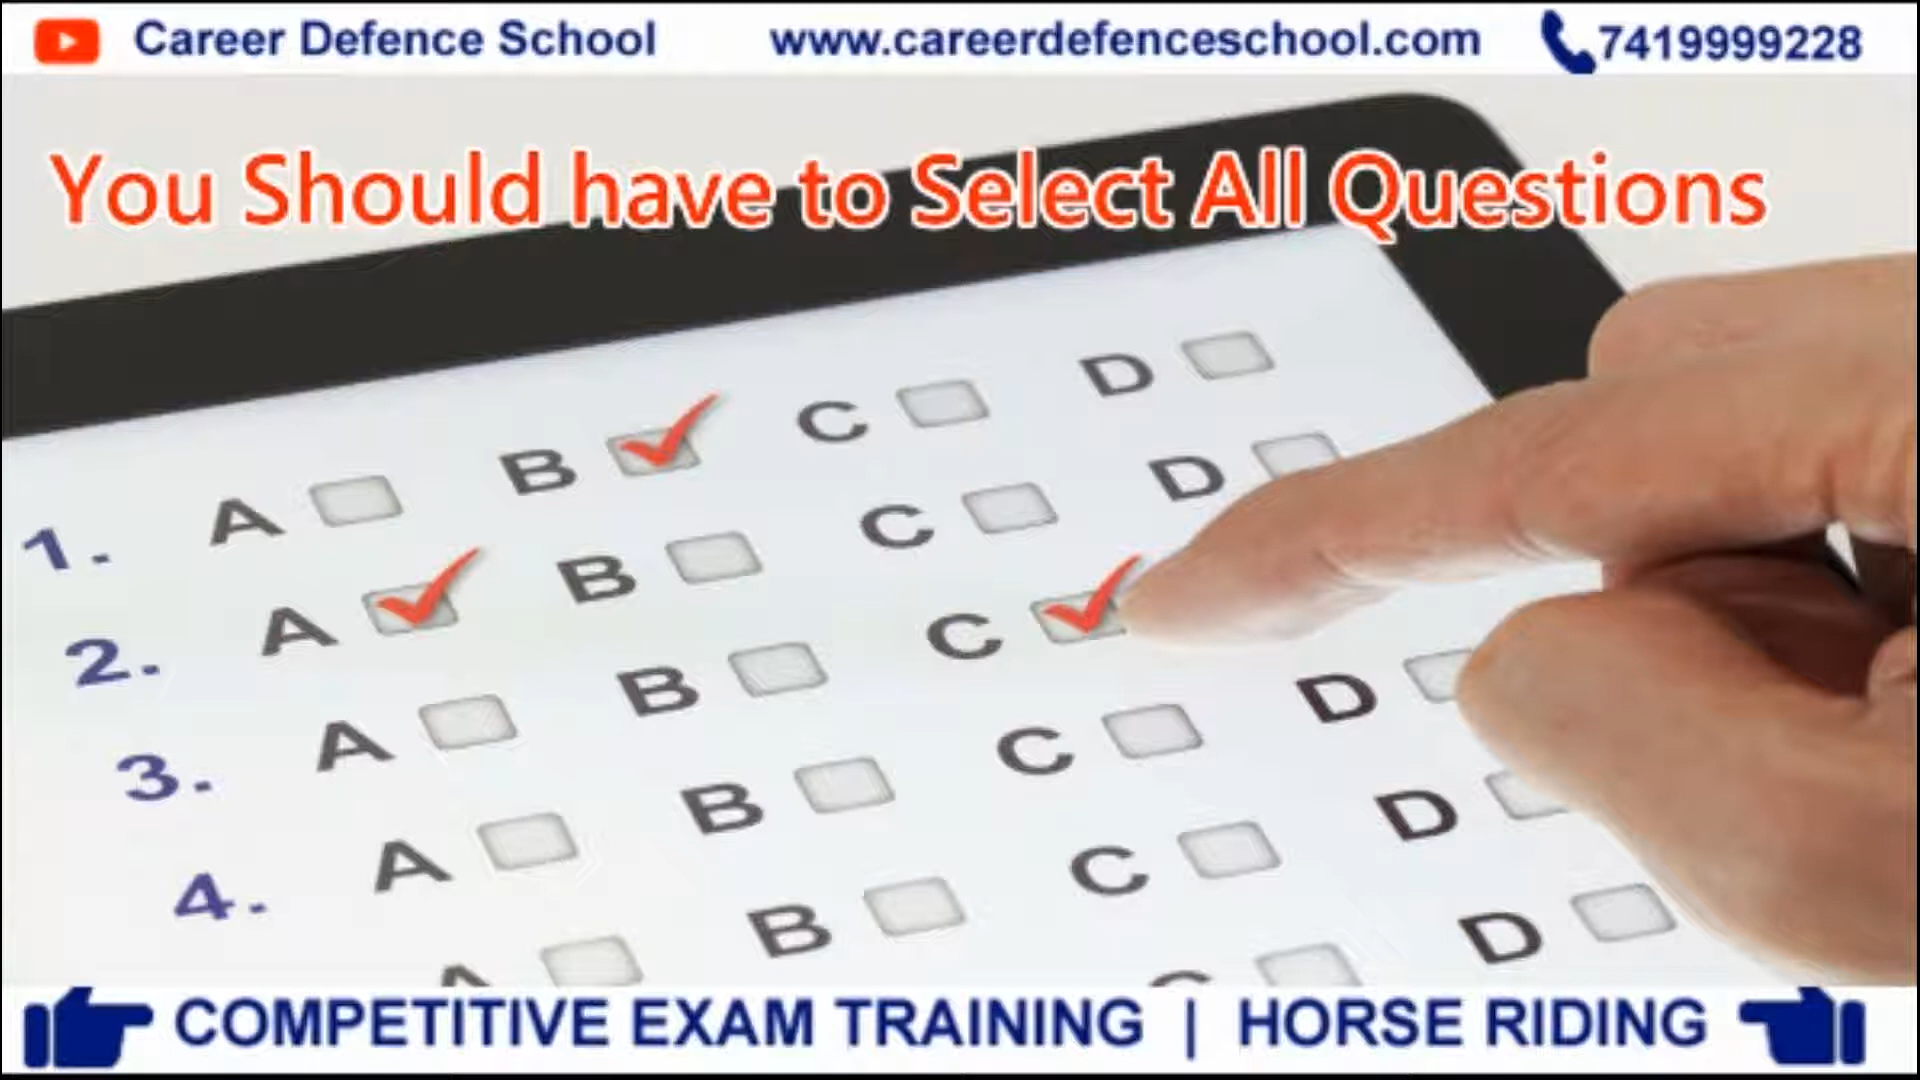 Career Defence School www.careerdefenceschool.com 7419999228
You Should have to Select All Questions
1. A B C D
2. A B C D
3. A B C D
4. A B C D
A B C D
COMPETITIVE EXAM TRAINING | HORSE RIDING